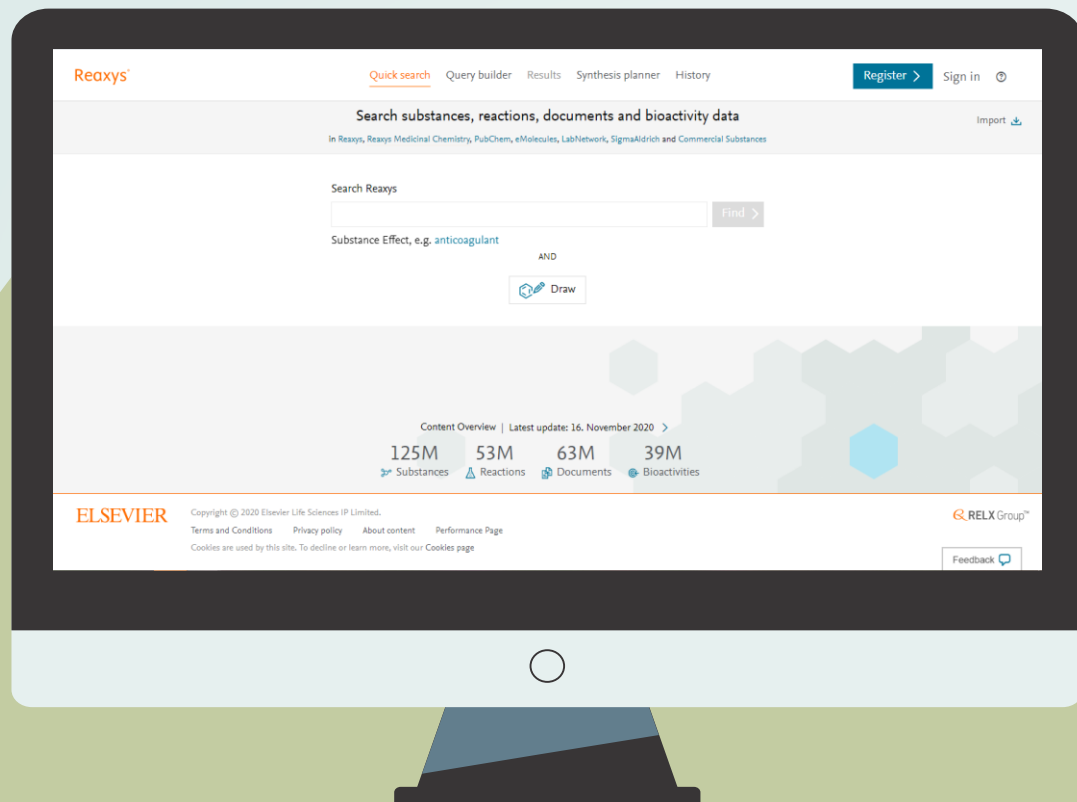 Reaxys®
Quick search Query builder Results Synthesis planner History
Register > Sign in ?
Search substances, reactions, documents and bioactivity data
Import
in Reaxys, Reaxys Medicinal Chemistry, PubChem, eMolecules, LabNetwork, SigmaAldrich and Commercial Substances
Search Reaxys
Find >
Substance Effect, e.g. anticoagulant
AND
Draw
Content Overview | Latest update: 16. November 2020 >
125M 53M 63M 39M
Substances Reactions Documents Bioactivities
ELSEVIER
Copyright © 2020 Elsevier Life Sciences IP Limited.
Terms and Conditions Privacy policy About content Performance Page
Cookies are used by this site. To decline or learn more, visit our Cookies page
RELX Group™
Feedback